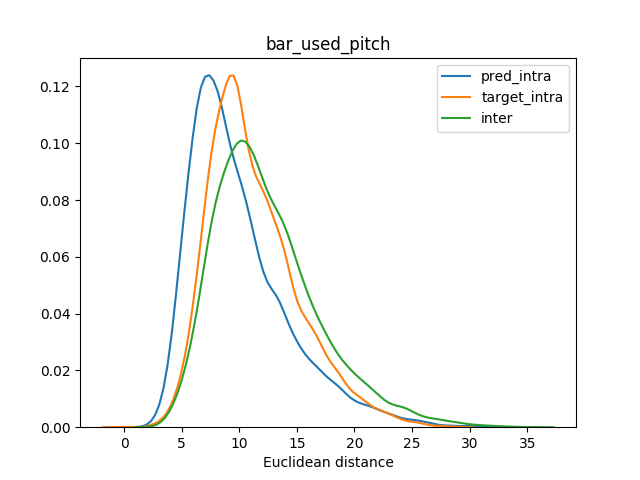 bar_used_pitch
pred_intra
target_intra
inter
0.12
0.10
0.08
0.06
0.04
0.02
0.00
0 5 10 15 20 25 30 35
Euclidean distance